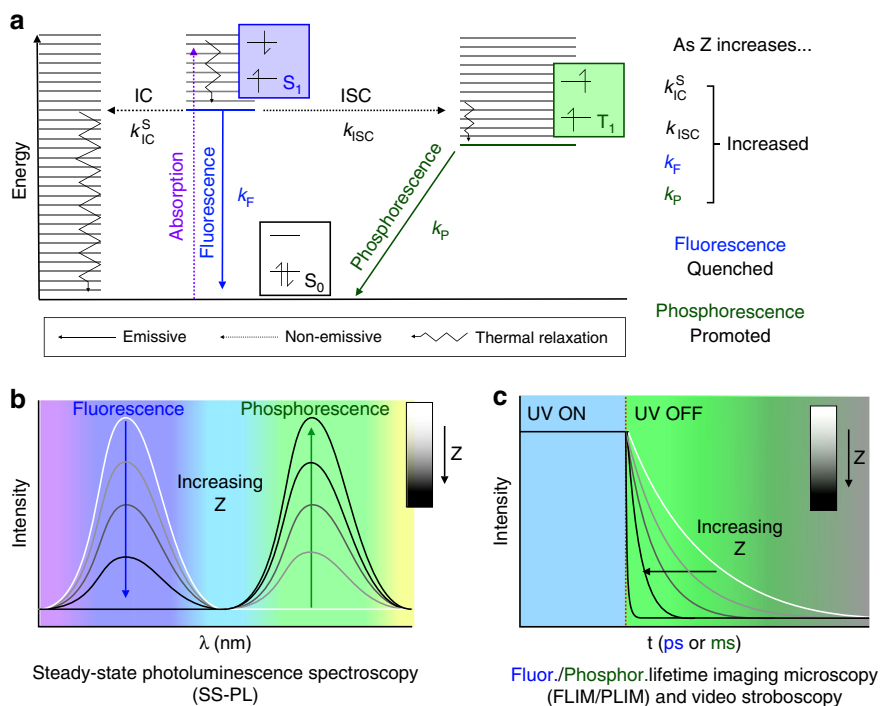 a
Energy
IC
k_IC^S
Absorption
Fluorescence
k_F
S1
ISC
k_ISC
S0
Phosphorescence
k_P
T1
As Z increases...
k_IC^S
k_ISC
k_F
k_P
Increased
Fluorescence
Quenched
Phosphorescence
Promoted
Emissive
Non-emissive
Thermal relaxation
b
Fluorescence
Phosphorescence
Increasing
Z
Z
Intensity
λ (nm)
Steady-state photoluminescence spectroscopy
(SS-PL)
c
UV ON
UV OFF
Increasing
Z
Z
Intensity
t (ps or ms)
Fluor./Phosphor.lifetime imaging microscopy
(FLIM/PLIM) and video stroboscopy